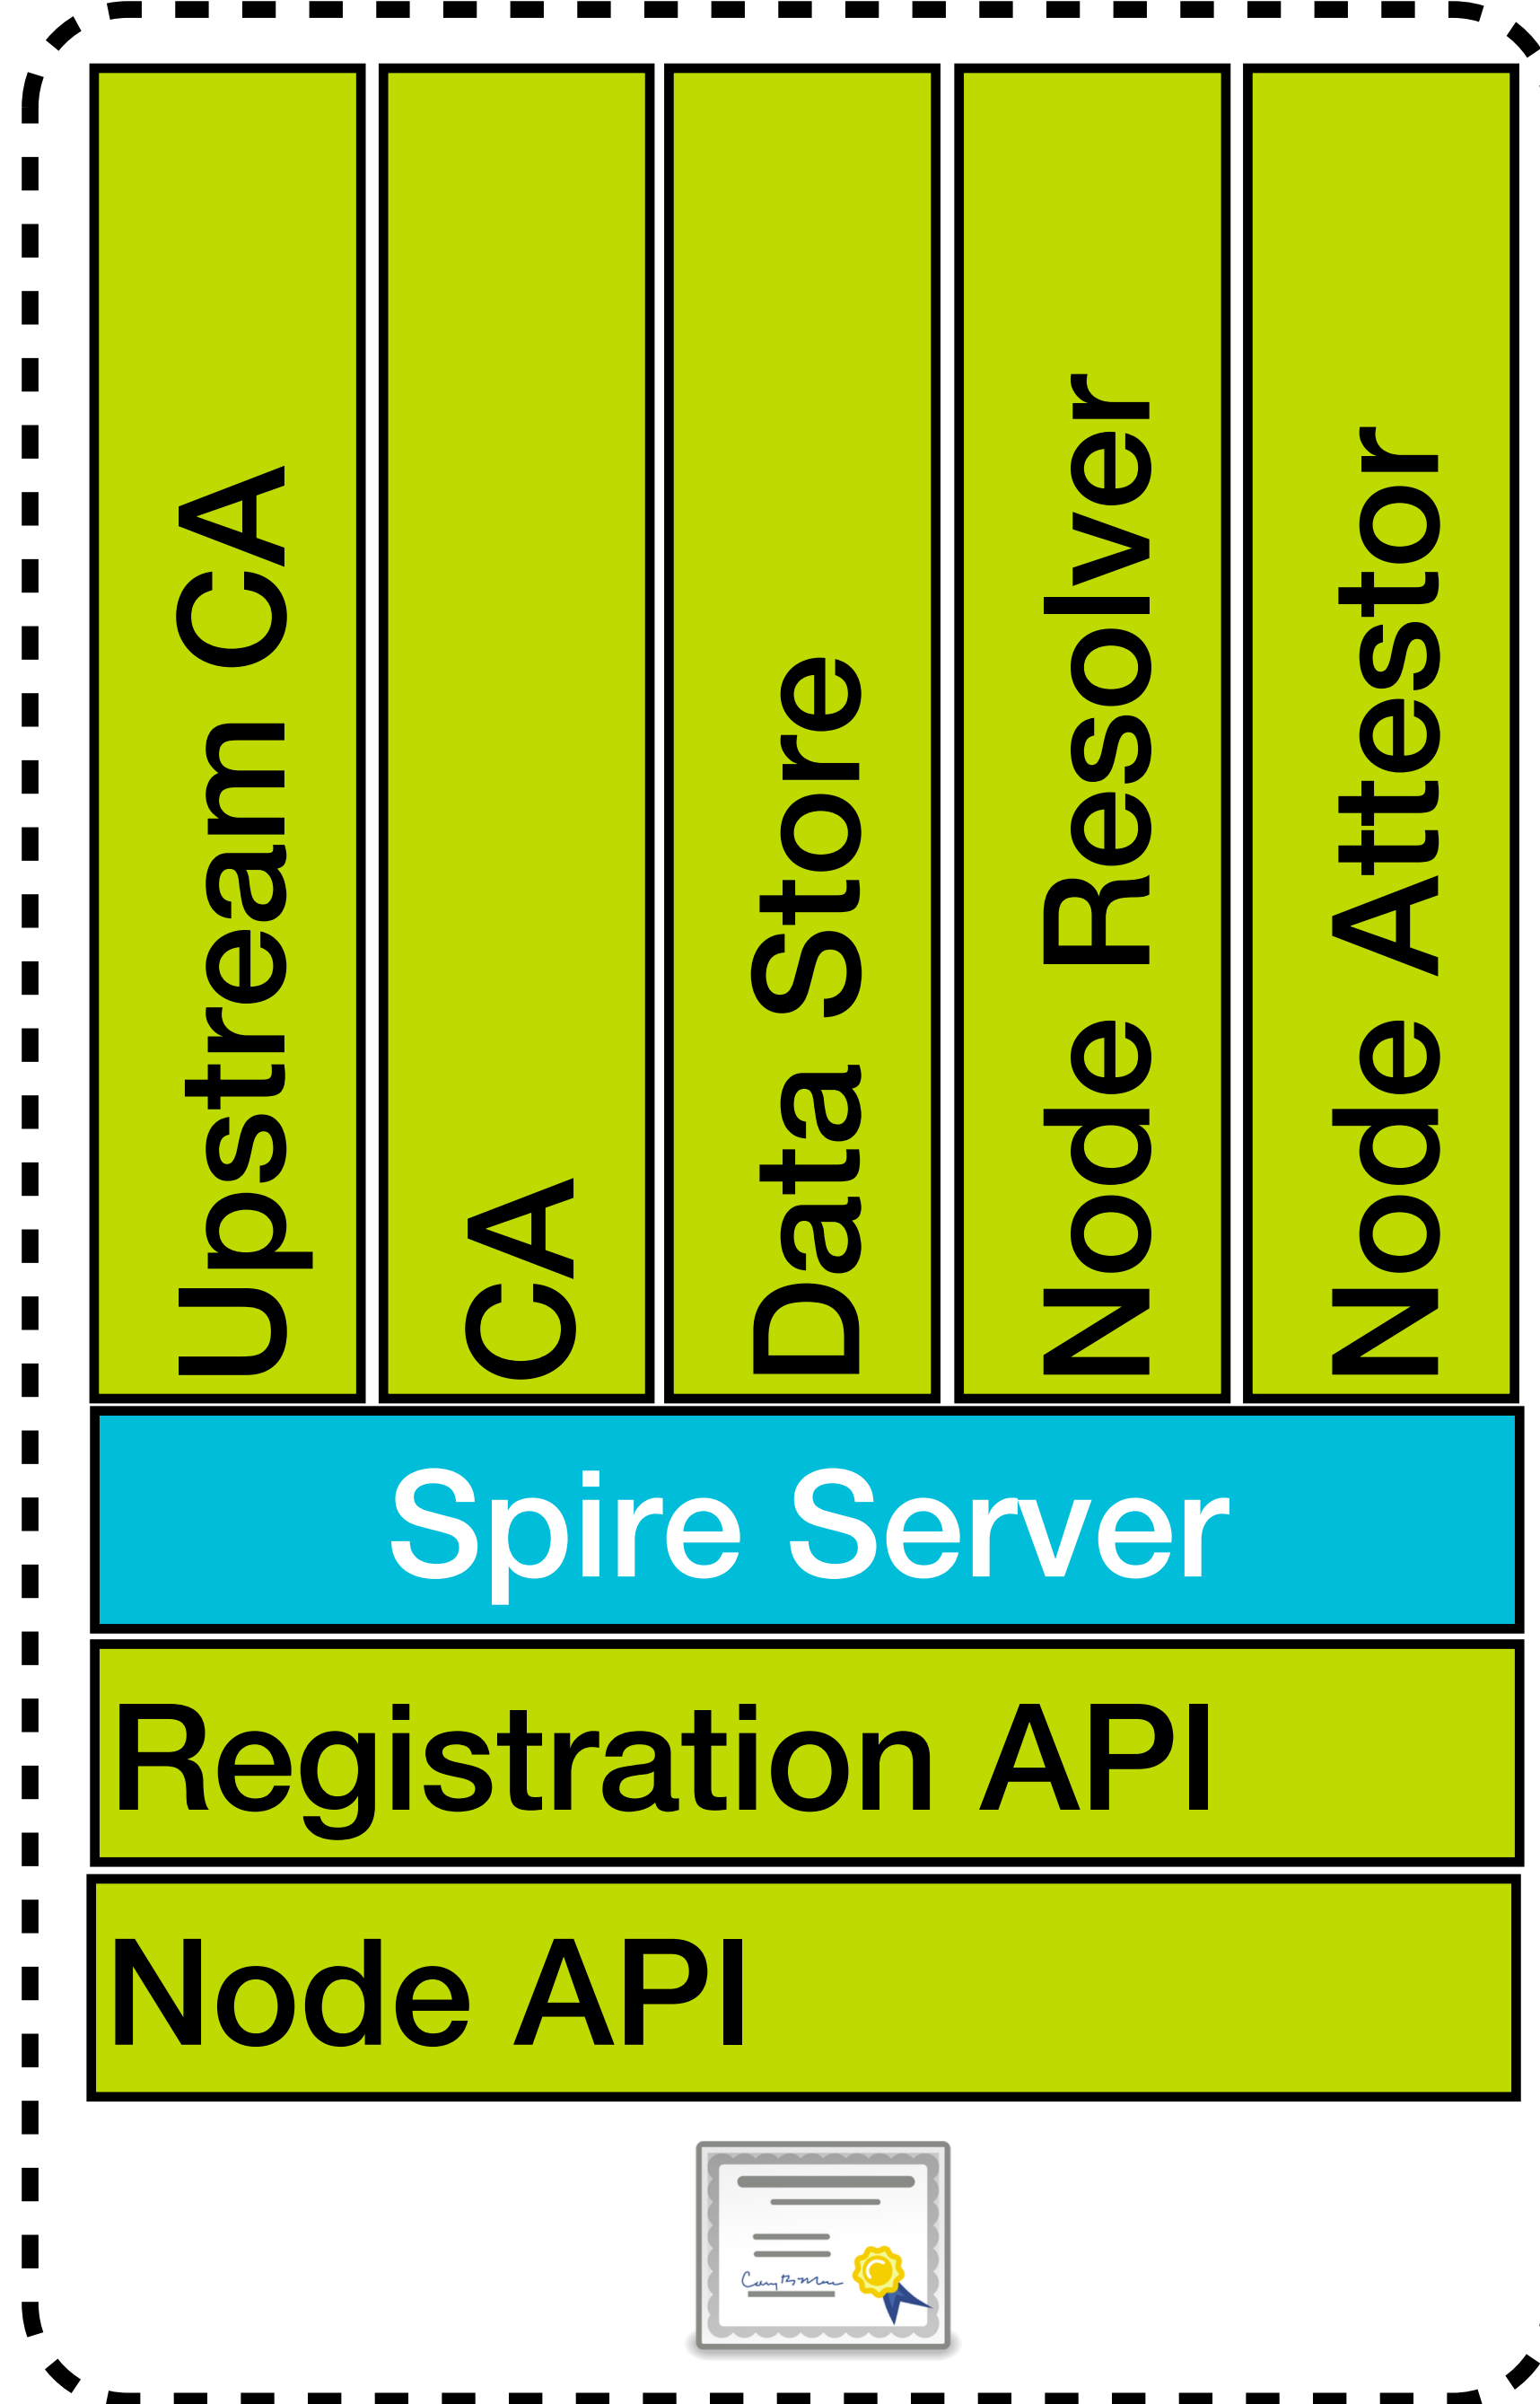 Upstream CA
CA
Data Store
Node Resolver
Node Attestor
Spire Server
Registration API
Node API